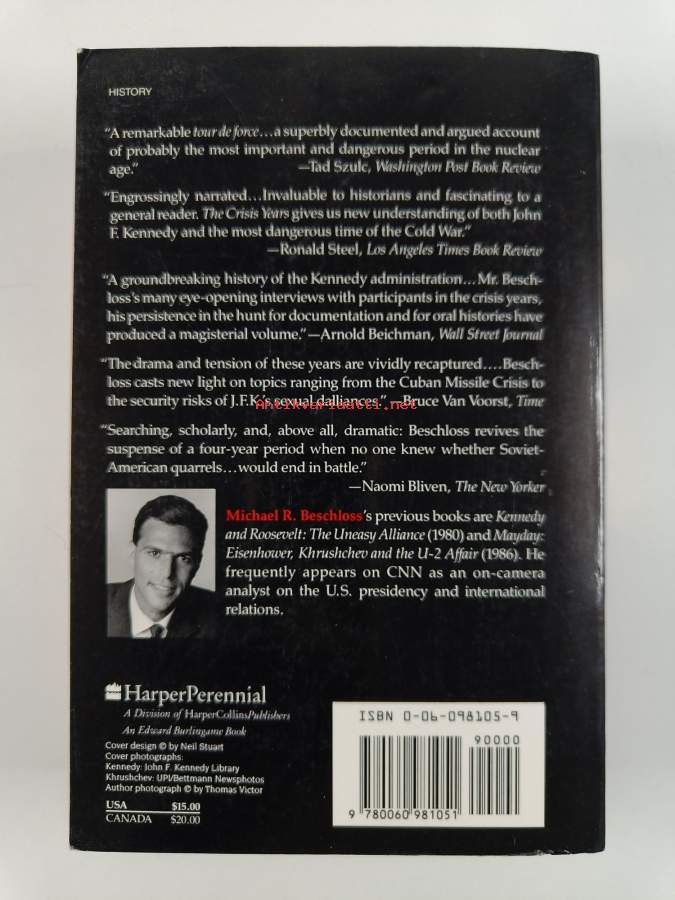 HISTORY
"A remarkable tour de force...a superbly documented and argued account
of probably the most important and dangerous period in the nuclear
age." —Tad Szulc, Washington Post Book Review
"Engrossingly narrated...Invaluable to historians and fascinating to a
general reader. The Crisis Years gives us new understanding of both John
F. Kennedy and the most dangerous time of the Cold War."
—Ronald Steel, Los Angeles Times Book Review
"A groundbreaking history of the Kennedy administration...Mr. Besch-
loss's many eye-opening interviews with participants in the crisis years,
his persistence in the hunt for documentation and for oral histories have
produced a magisterial volume."—Arnold Beichman, Wall Street Journal
"The drama and tension of these years are vividly recaptured....Besch-
loss casts new light on topics ranging from the Cuban Missile Crisis to
the security risks of J.F.K.'s sexual dalliances."—Bruce Van Voorst, Time
Antikvariaatti.net
"Searching, scholarly, and, above all, dramatic: Beschloss revives the
suspense of a four-year period when no one knew whether Soviet-
American quarrels...would end in battle."
—Naomi Bliven, The New Yorker
Michael R. Beschloss's previous books are Kennedy
and Roosevelt: The Uneasy Alliance (1980) and Mayday:
Eisenhower, Khrushchev and the U-2 Affair (1986). He
frequently appears on CNN as an on-camera
analyst on the U.S. presidency and international
relations.
HarperPerennial
A Division of HarperCollinsPublishers
An Edward Burlingame Book
Cover design © by Neil Stuart
Cover photographs:
Kennedy: John F. Kennedy Library
Khrushchev: UPI/Bettmann Newsphotos
Author photograph © by Thomas Victor
USA $15.00
CANADA $20.00
ISBN 0-06-098105-9
90000
9 780060 981051